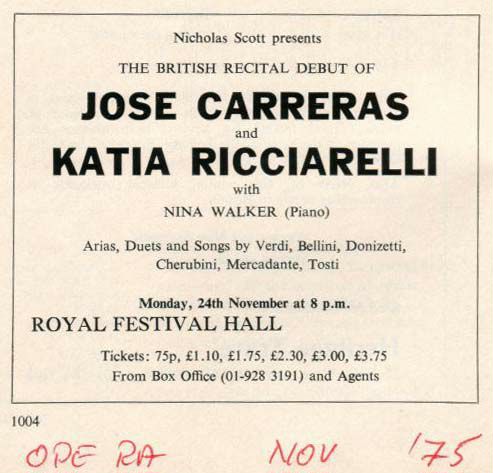 Nicholas Scott presents
THE BRITISH RECITAL DEBUT OF
JOSE CARRERAS
and
KATIA RICCIARELLI
with
NINA WALKER (Piano)
Arias, Duets and Songs by Verdi, Bellini, Donizetti,
Cherubini, Mercadante, Tosti
Monday, 24th November at 8 p.m.
ROYAL FESTIVAL HALL
Tickets: 75p, £1.10, £1.75, £2.30, £3.00, £3.75
From Box Office (01-928 3191) and Agents
1004
OPERA NOV '75